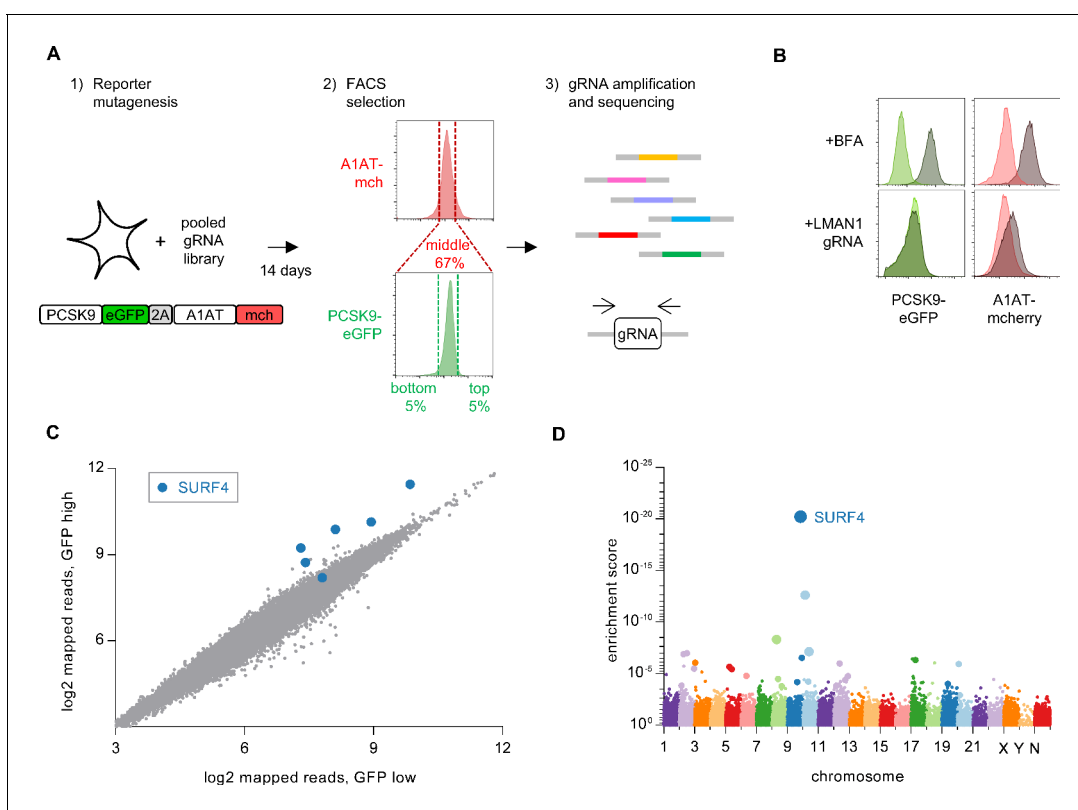 A
1) Reporter
mutagenesis
2) FACS
selection
3) gRNA amplification
and sequencing
+
pooled
gRNA
library
14 days
PCSK9 eGFP 2A A1AT mch
A1AT-
mch
middle
67%
PCSK9-
eGFP
bottom
5%
top
5%
gRNA
B
+BFA
+LMAN1
gRNA
PCSK9-
eGFP
A1AT-
mcherry
C
SURF4
log2 mapped reads, GFP high
12
9
6
3 6 9 12
log2 mapped reads, GFP low
D
SURF4
enrichment score
10-25
10-20
10-15
10-10
10-5
100
1 3 5 7 9 11 13 15 17 19 21 X Y N
chromosome